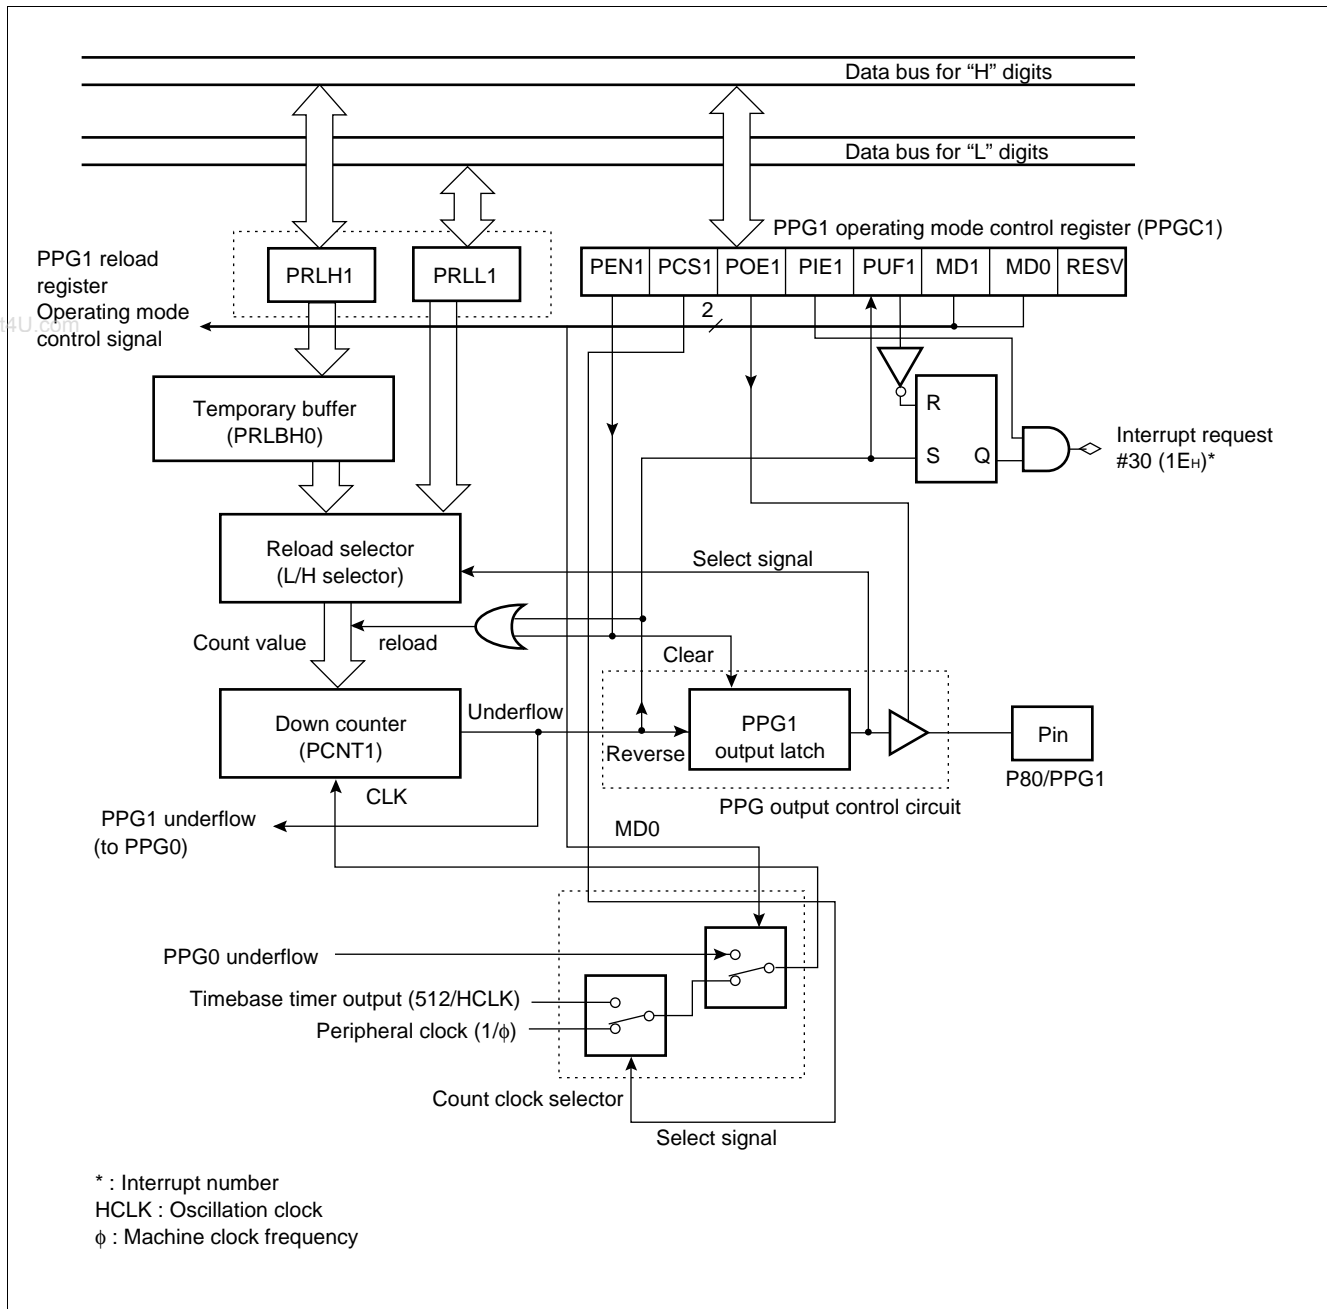 Data bus for “H” digits
Data bus for “L” digits
PPG1 operating mode control register (PPGC1)
PPG1 reload
register
Operating mode
control signal
PRLH1
PRLL1
PEN1
PCS1
POE1
PIE1
PUF1
MD1
MD0
RESV
t4U.com
2
Temporary buffer
(PRLBH0)
R
S
Q
Interrupt request
#30 (1EH)*
Reload selector
(L/H selector)
Select signal
Count value
reload
Clear
Down counter
(PCNT1)
Underflow
Reverse
PPG1
output latch
Pin
P80/PPG1
CLK
PPG output control circuit
PPG1 underflow
(to PPG0)
MD0
PPG0 underflow
Timebase timer output (512/HCLK)
Peripheral clock (1/ϕ)
Count clock selector
Select signal
* : Interrupt number
HCLK : Oscillation clock
ϕ : Machine clock frequency